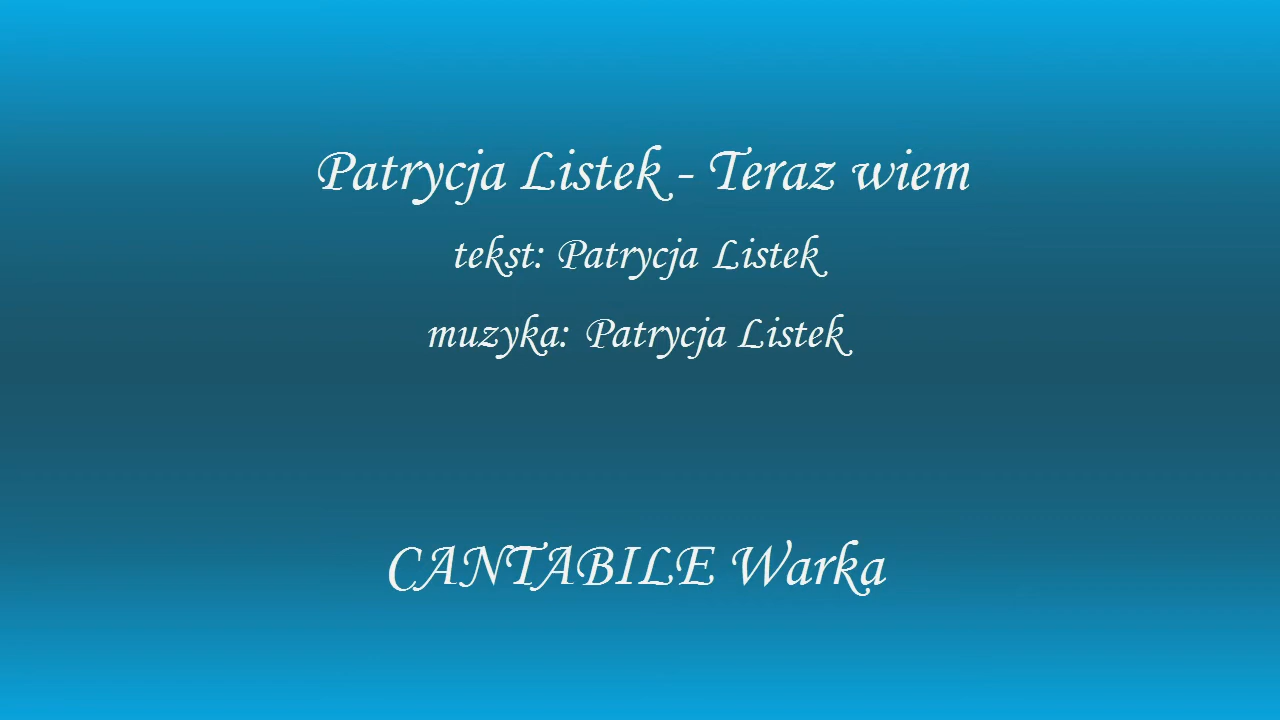 Patrycja Listek - Teraz wiem
tekst: Patrycja Listek
muzyka: Patrycja Listek
CANTABILE Warka